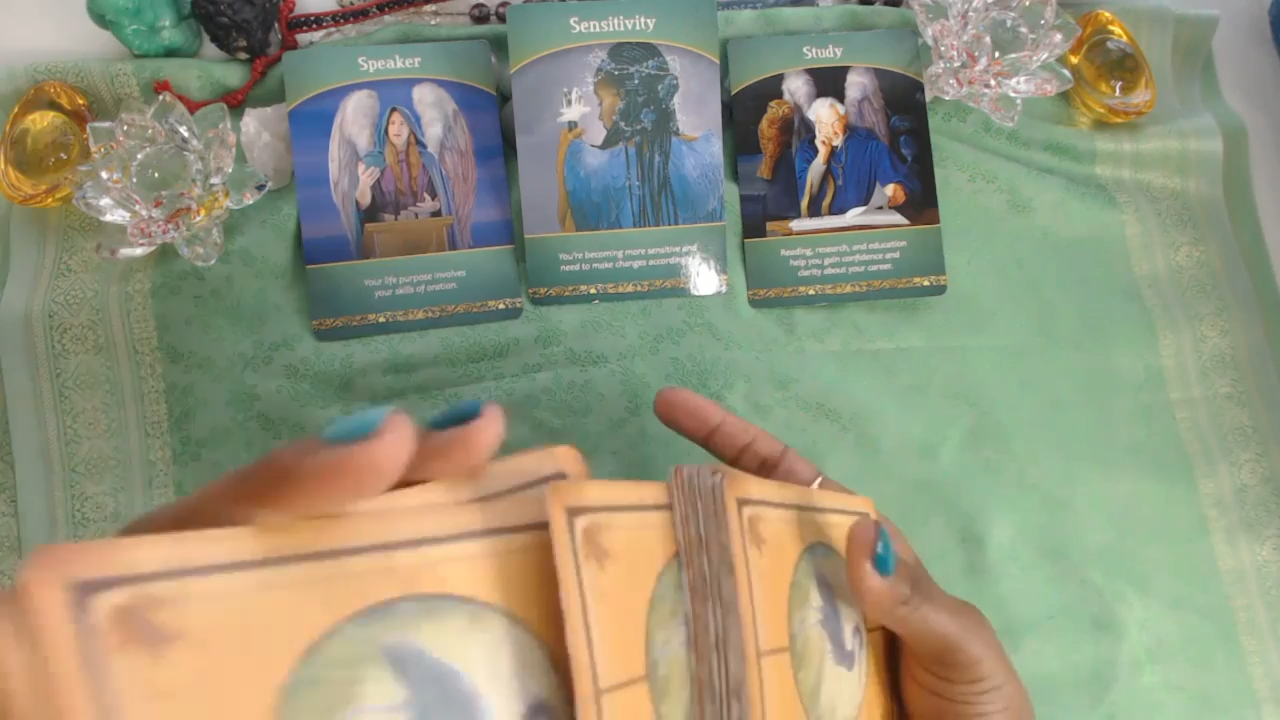 Speaker
Your life purpose involves
your skills of oration.
Sensitivity
You're becoming more sensitive and
need to make changes
Study
Reading, research, and education
help you gain confidence and
clarity about your career.